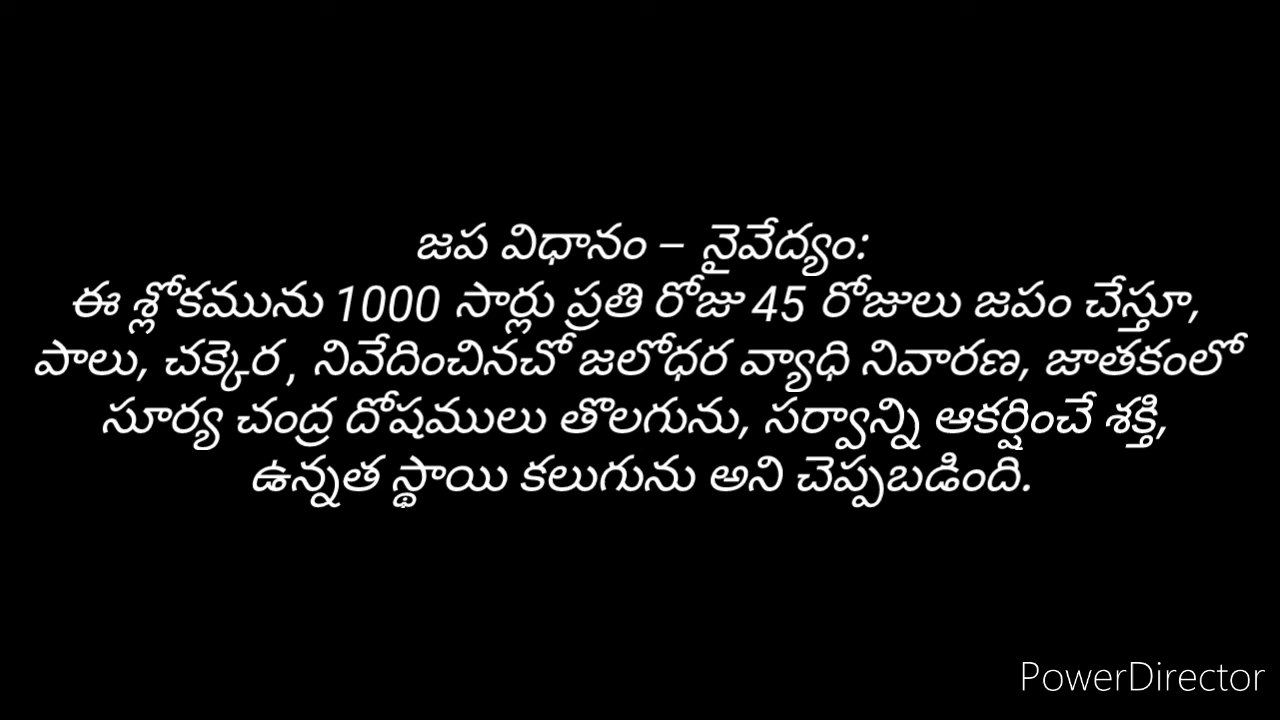 జప విధానం – నైవేద్యం:
ఈ శ్లోకమును 1000 సార్లు ప్రతి రోజు 45 రోజులు జపం చేస్తూ,
పాలు, చక్కెర , నివేదించినచో జలోధర వ్యాధి నివారణ, జాతకంలో
సూర్య చంద్ర దోషములు తొలగును, సర్వాన్ని ఆకర్షించే శక్తి,
ఉన్నత స్థాయి కలుగును అని చెప్పబడింది.
PowerDirector